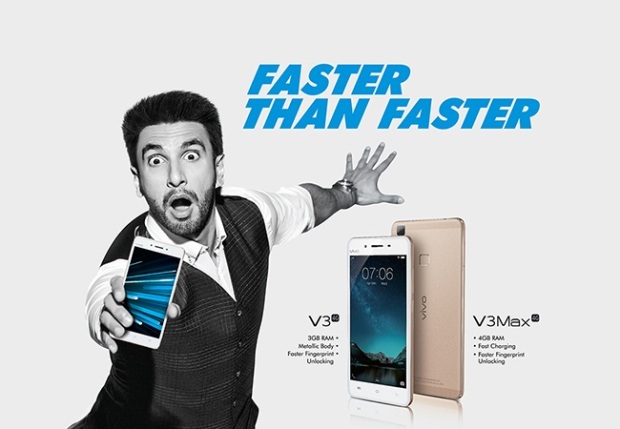 FASTER
THAN FASTER
vivo
07:06
vivo
V3
3GB RAM •
Metallic Body •
Faster Fingerprint •
Unlocking
V3Max
• 4GB RAM
• Fast Charging
• Faster Fingerprint
Unlocking